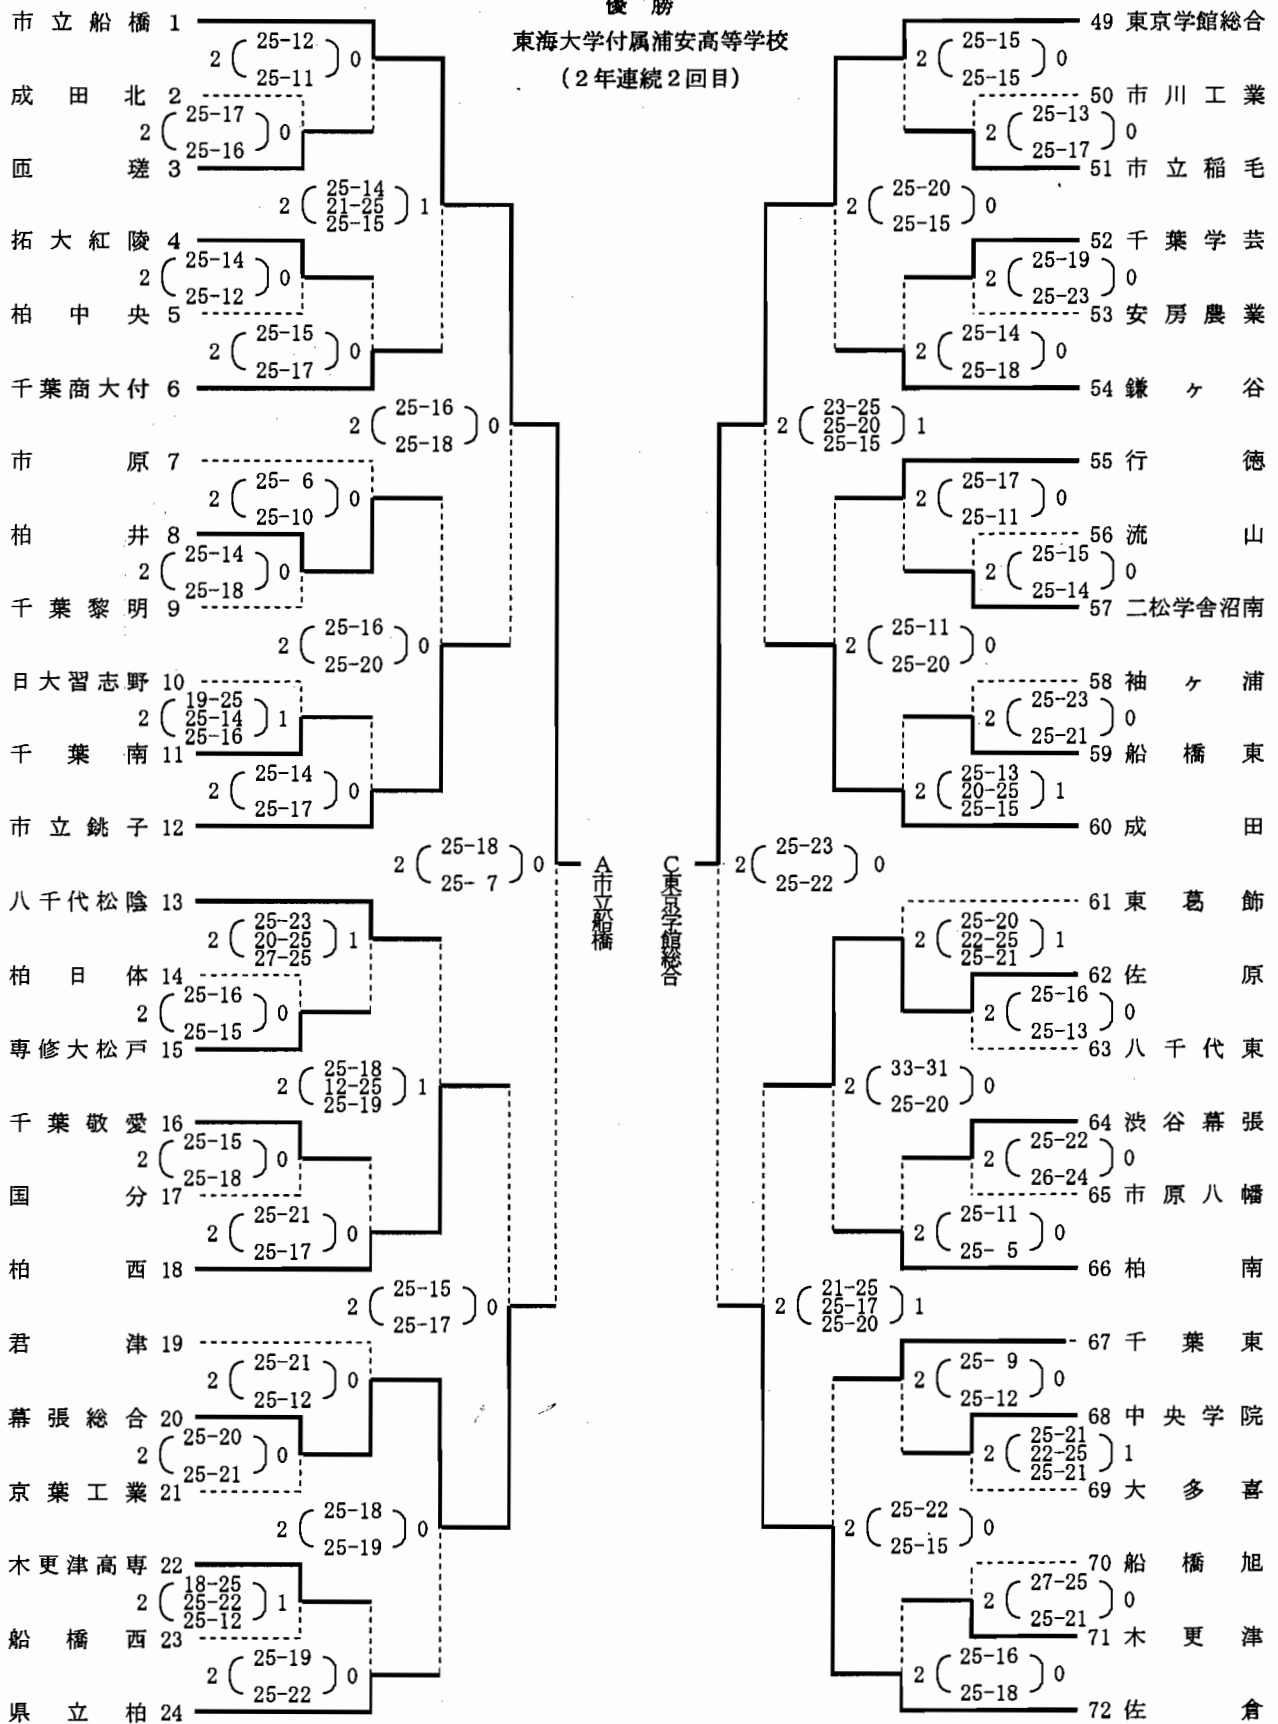 優勝
東海大学付属浦安高等学校
(2年連続2回目)
市立船橋 1
2 (25-12 25-11) 0
成田北 2
2 (25-17 25-16) 0
匝瑳 3
2 (25-14 21-25 25-15) 1
拓大紅陵 4
2 (25-14 25-12) 0
柏中央 5
2 (25-15 25-17) 0
千葉商大付 6
2 (25-16 25-18) 0
市原 7
2 (25-6 25-10) 0
柏井 8
2 (25-14 25-18) 0
千葉黎明 9
2 (25-16 25-20) 0
日大習志野 10
2 (19-25 25-14 25-16) 1
千葉南 11
2 (25-14 25-17) 0
市立銚子 12
2 (25-18 25-7) 0
A市立船橋
八千代松陰 13
2 (25-23 20-25 27-25) 1
柏日体 14
2 (25-16 25-15) 0
専修大松戸 15
2 (25-18 12-25 25-19) 1
千葉敬愛 16
2 (25-15 25-18) 0
国分 17
2 (25-21 25-17) 0
柏西 18
2 (25-15 25-17) 0
君津 19
2 (25-21 25-12) 0
幕張総合 20
2 (25-20 25-21) 0
京葉工業 21
2 (25-18 25-19) 0
木更津高専 22
2 (18-25 25-22 25-12) 1
船橋西 23
2 (25-19 25-22) 0
県立柏 24
49 東京学館総合
2 (25-15 25-15) 0
50 市川工業
2 (25-13 25-17) 0
51 市立稲毛
2 (25-20 25-15) 0
52 千葉学芸
2 (25-19 25-23) 0
53 安房農業
2 (25-14 25-18) 0
54 鎌ヶ谷
2 (23-25 25-20 25-15) 1
55 行徳
2 (25-17 25-11) 0
56 流山
2 (25-15 25-14) 0
57 二松学舎沼南
2 (25-11 25-20) 0
58 袖ヶ浦
2 (25-23 25-21) 0
59 船橋東
2 (25-13 20-25 25-15) 1
60 成田
C東京学館総合
2 (25-23 25-22) 0
61 東葛飾
2 (25-20 22-25 25-21) 1
62 佐原
2 (25-16 25-13) 0
63 八千代東
2 (33-31 25-20) 0
64 渋谷幕張
2 (25-22 26-24) 0
65 市原八幡
2 (25-11 25-5) 0
66 柏南
2 (21-25 25-17 25-20) 1
67 千葉東
2 (25-9 25-12) 0
68 中央学院
2 (25-21 22-25 25-21) 1
69 大多喜
2 (25-22 25-15) 0
70 船橋旭
2 (27-25 25-21) 0
71 木更津
2 (25-16 25-18) 0
72 佐倉